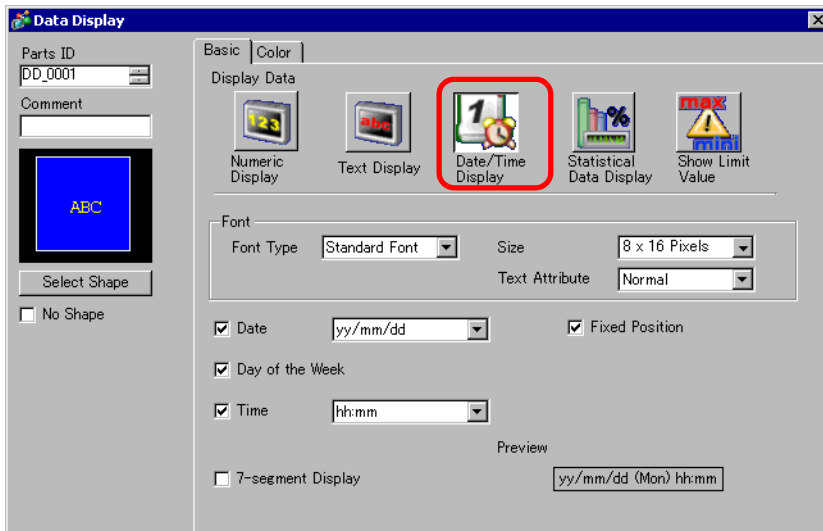 Data Display
Parts ID
DD_0001
Comment
ABC
Select Shape
No Shape
Basic
Color
Display Data
123
Numeric
Display
abc
Text Display
1
Date/Time
Display
%
Statistical
Data Display
max
mini
Show Limit
Value
Font
Font Type
Standard Font
Size
8 x 16 Pixels
Text Attribute
Normal
Date
yy/mm/dd
Fixed Position
Day of the Week
Time
hh:mm
Preview
7-segment Display
yy/mm/dd (Mon) hh:mm